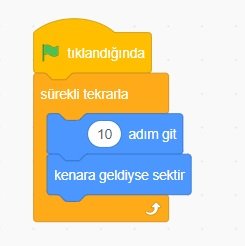 tıklandığında
sürekli tekrarla
10 adım git
kenara geldiyse sektir